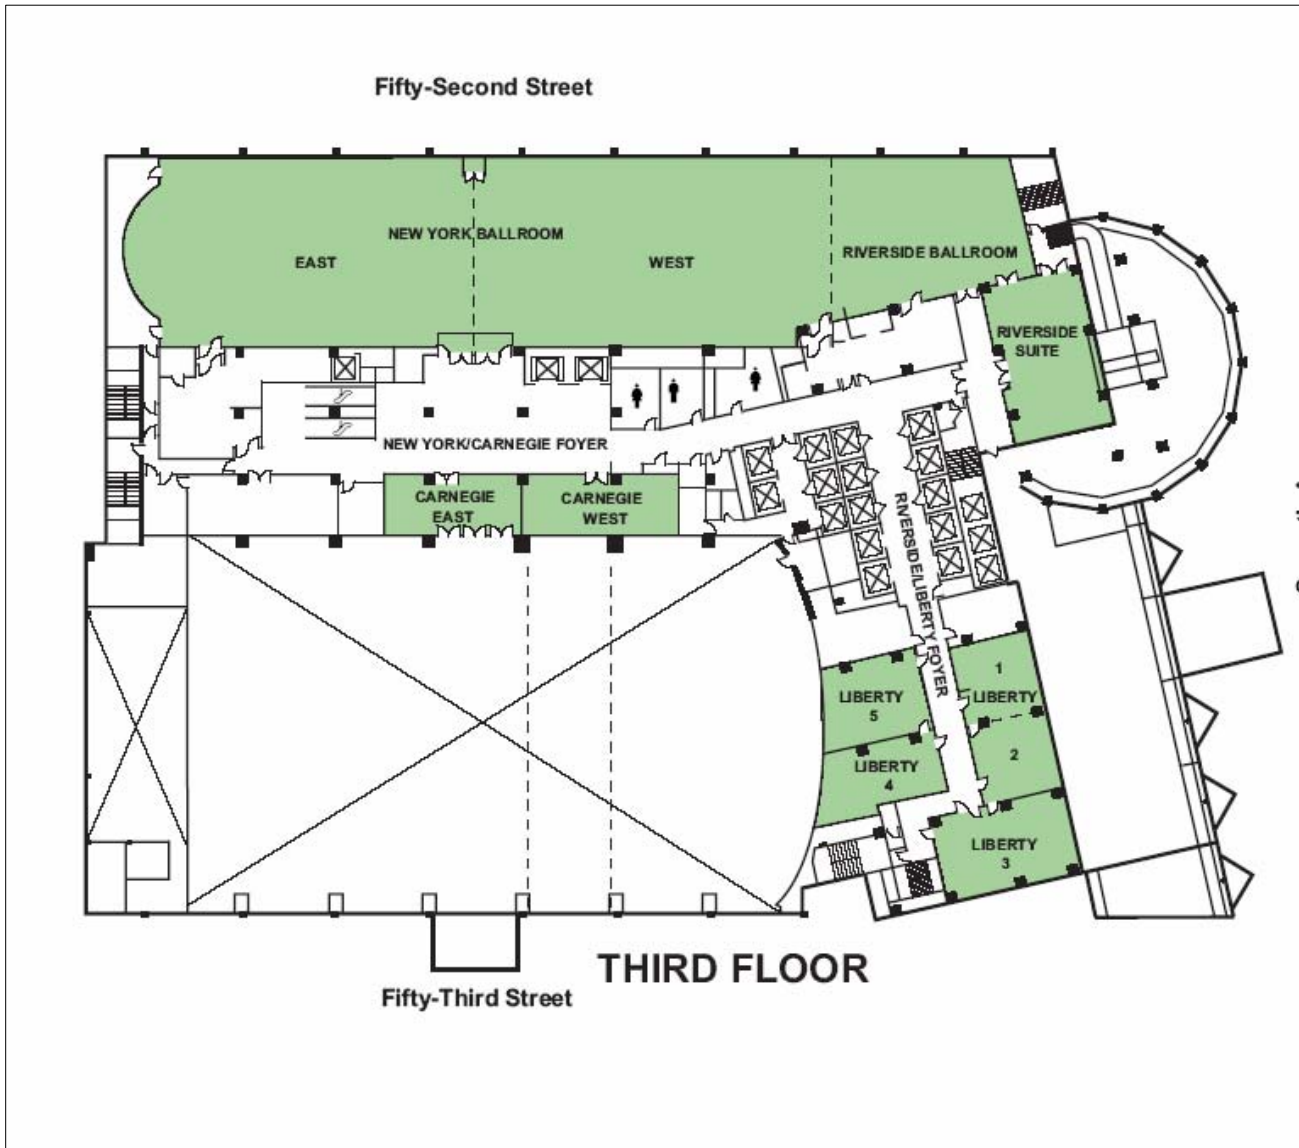 Fifty-Second Street
NEW YORK BALLROOM
EAST
WEST
RIVERSIDE BALLROOM
RIVERSIDE
SUITE
NEW YORK/CARNEGIE FOYER
CARNEGIE
EAST
CARNEGIE
WEST
RIVERSIDE/LIBERTY FOYER
1
LIBERTY
2
LIBERTY
5
LIBERTY
4
LIBERTY
3
THIRD FLOOR
Fifty-Third Street